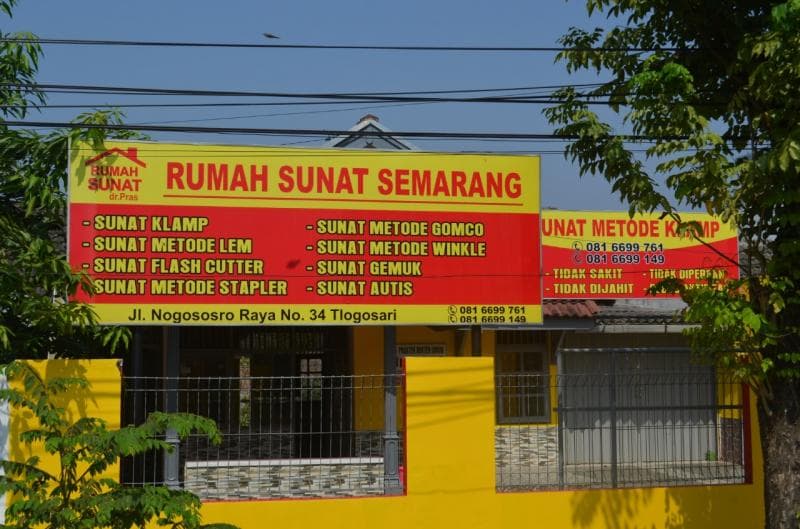 RUMAH
SUNAT
dr.Pras
RUMAH SUNAT SEMARANG
- SUNAT KLAMP
- SUNAT METODE LEM
- SUNAT FLASH CUTTER
- SUNAT METODE STAPLER
- SUNAT METODE GOMCO
- SUNAT METODE WINKLE
- SUNAT GEMUK
- SUNAT AUTIS
Jl. Nogososro Raya No. 34 Tlogosari
081 6699 761
081 6699 149
UNAT METODE KLAMP
081 6699 761
081 6699 149
- TIDAK SAKIT
- TIDAK DIJAHIT
- TIDAK DIPERBAN